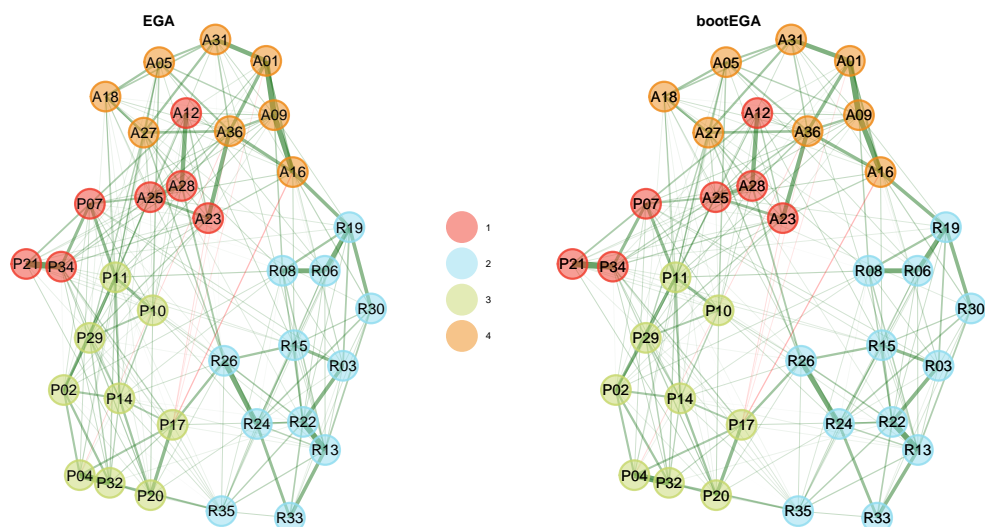 EGA
A31
A05
A01
A18
A12
A09
A27
A36
A16
A28
A25
P07
A23
R19
P21
P34
R08
R06
P11
R30
P10
P29
R15
R26
R03
P02
P14
P17
R24
R22
R13
P04
P32
P20
R35
R33
1
2
3
4
bootEGA
A31
A05
A01
A18
A12
A09
A27
A36
A16
A28
A25
P07
A23
R19
P21
P34
R08
R06
P11
R30
P10
P29
R15
R26
R03
P02
P14
P17
R24
R22
R13
P04
P32
P20
R35
R33